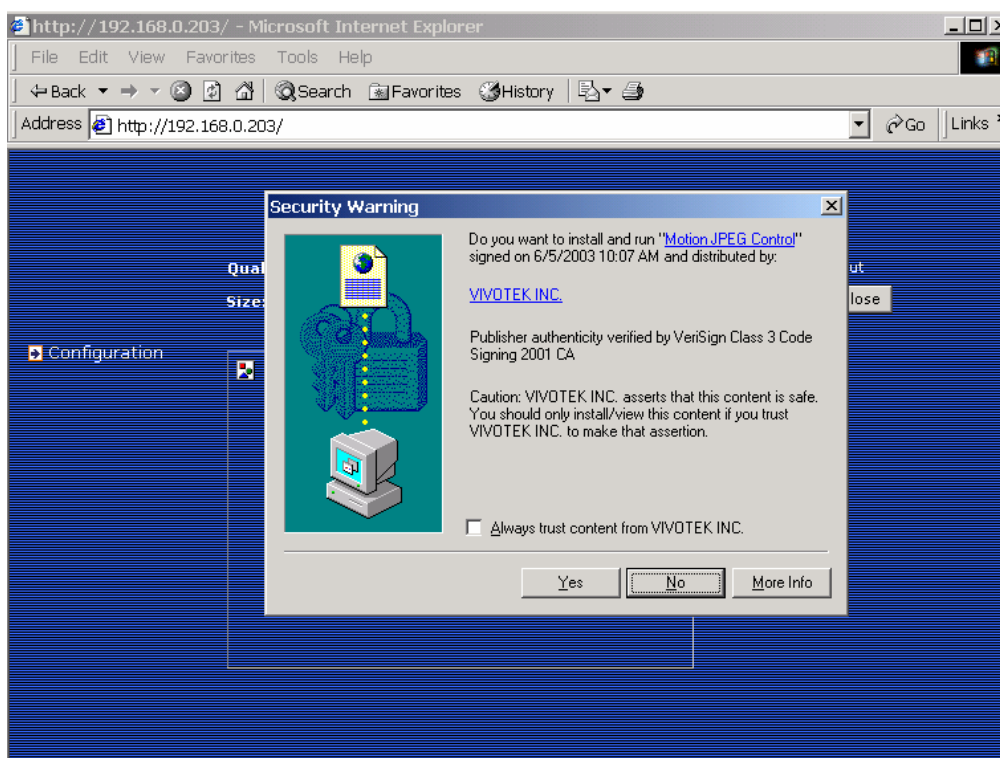 http://192.168.0.203/ - Microsoft Internet Explorer
File Edit View Favorites Tools Help
Back Search Favorites History
Address http://192.168.0.203/ Go Links
Security Warning
Do you want to install and run "Motion JPEG Control"
signed on 6/5/2003 10:07 AM and distributed by:
Qual ut
VIVOTEK INC.
Size: lose
Publisher authenticity verified by VeriSign Class 3 Code
Signing 2001 CA
Configuration
Caution: VIVOTEK INC. asserts that this content is safe.
You should only install/view this content if you trust
VIVOTEK INC. to make that assertion.
Always trust content from VIVOTEK INC.
Yes No More Info